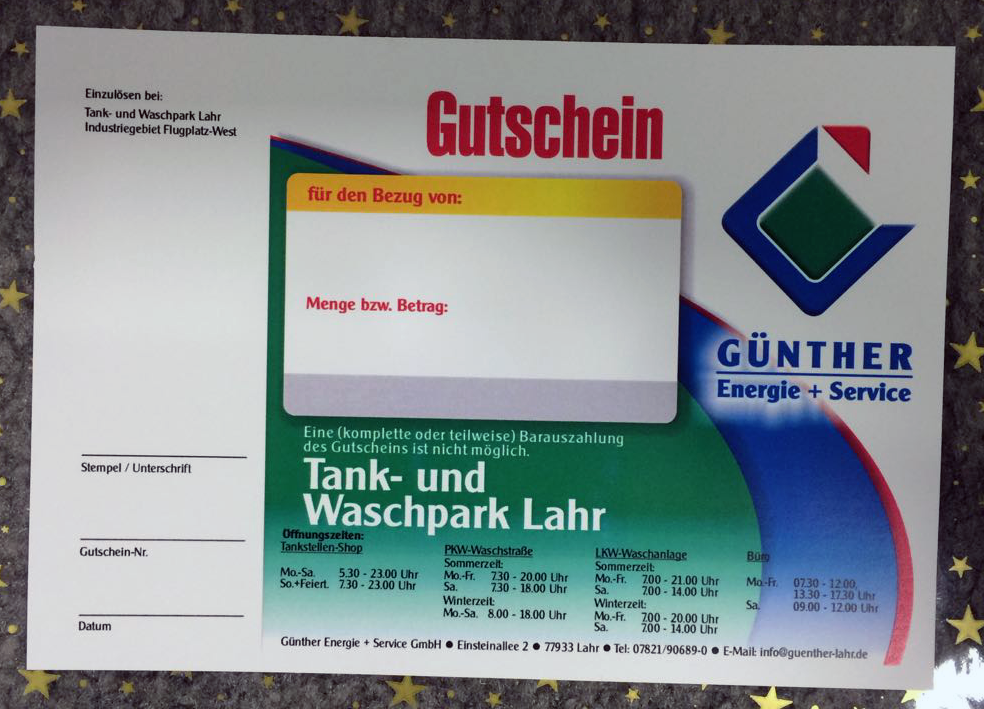 Einzulösen bei:
Tank- und Waschpark Lahr
Industriegebiet Flugplatz-West
Gutschein
für den Bezug von:
Menge bzw. Betrag:
GÜNTHER
Energie + Service
Eine (komplette oder teilweise) Barauszahlung
des Gutscheins ist nicht möglich.
Tank- und
Waschpark Lahr
Stempel / Unterschrift
Gutschein-Nr.
Datum
Öffnungszeiten:
Tankstellen-Shop
Mo.-Sa. 5.30 - 23.00 Uhr
So.+Feiert. 7.30 - 23.00 Uhr
PKW-Waschstraße
Sommerzeit:
Mo.-Fr. 7.30 - 20.00 Uhr
Sa. 7.30 - 18.00 Uhr
Winterzeit:
Mo.-Sa. 8.00 - 18.00 Uhr
LKW-Waschanlage
Sommerzeit:
Mo.-Fr. 7.00 - 21.00 Uhr
Sa. 7.00 - 14.00 Uhr
Winterzeit:
Mo.-Fr. 7.00 - 20.00 Uhr
Sa. 7.00 - 14.00 Uhr
Büro
Mo.-Fr. 07.30 - 12.00,
13.30 - 17.30 Uhr
Sa. 09.00 - 12.00 Uhr
Günther Energie + Service GmbH ● Einsteinallee 2 ● 77933 Lahr ● Tel: 07821/90689-0 ● E-Mail: info@guenther-lahr.de